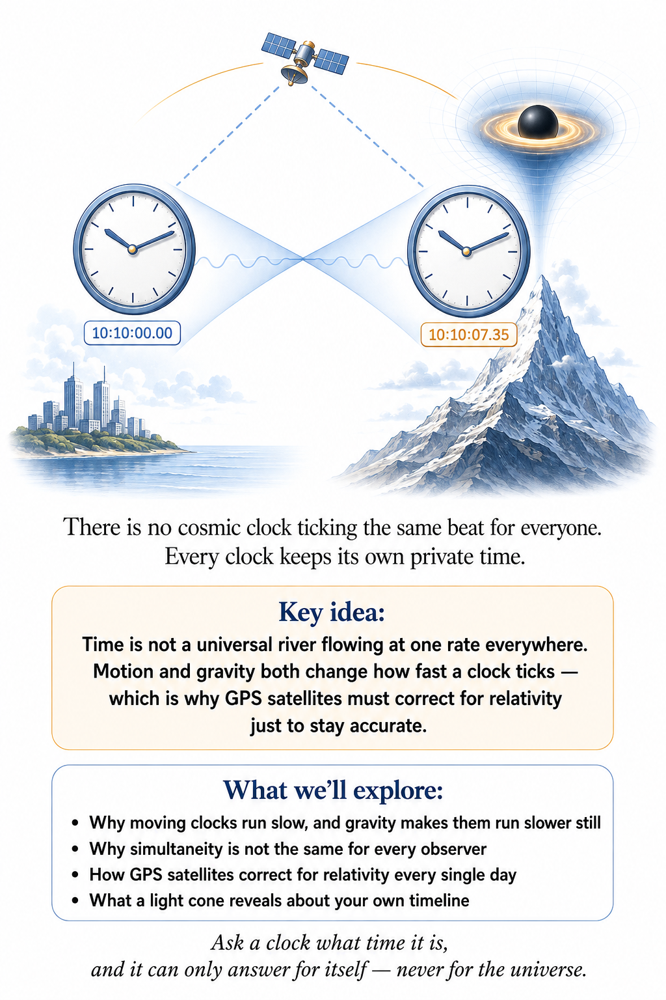 10:10:00.00
10:10:07.35
There is no cosmic clock ticking the same beat for everyone.
Every clock keeps its own private time.
Key idea:
Time is not a universal river flowing at one rate everywhere.
Motion and gravity both change how fast a clock ticks —
which is why GPS satellites must correct for relativity
just to stay accurate.
What we’ll explore:
• Why moving clocks run slow, and gravity makes them run slower still
• Why simultaneity is not the same for every observer
• How GPS satellites correct for relativity every single day
• What a light cone reveals about your own timeline
Ask a clock what time it is,
and it can only answer for itself — never for the universe.